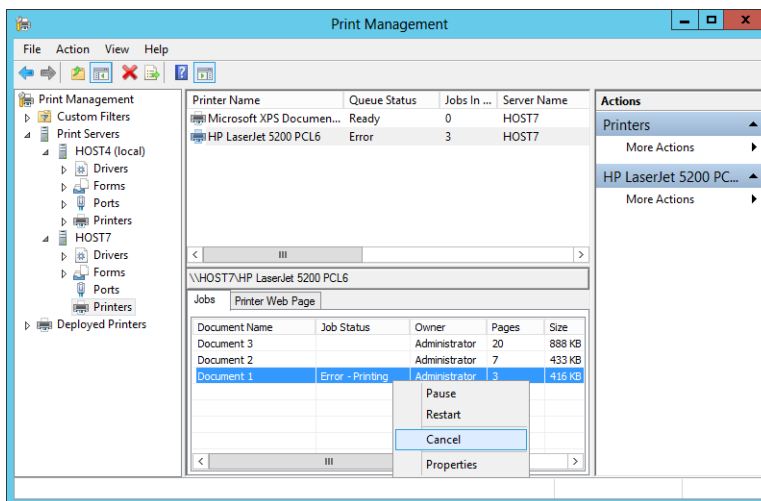 Print Management
File Action View Help
Print Management
Custom Filters
Print Servers
HOST4 (local)
Drivers
Forms
Ports
Printers
HOST7
Drivers
Forms
Ports
Printers
Deployed Printers
Printer Name Queue Status Jobs In ... Server Name
Microsoft XPS Documen... Ready 0 HOST7
HP LaserJet 5200 PCL6 Error 3 HOST7
\\HOST7\HP LaserJet 5200 PCL6
Jobs Printer Web Page
Document Name Job Status Owner Pages Size
Document 3 Administrator 20 888 KB
Document 2 Administrator 7 433 KB
Document 1 Error - Printing Administrator 3 416 KB
Pause
Restart
Cancel
Properties
Actions
Printers
More Actions
HP LaserJet 5200 PC...
More Actions